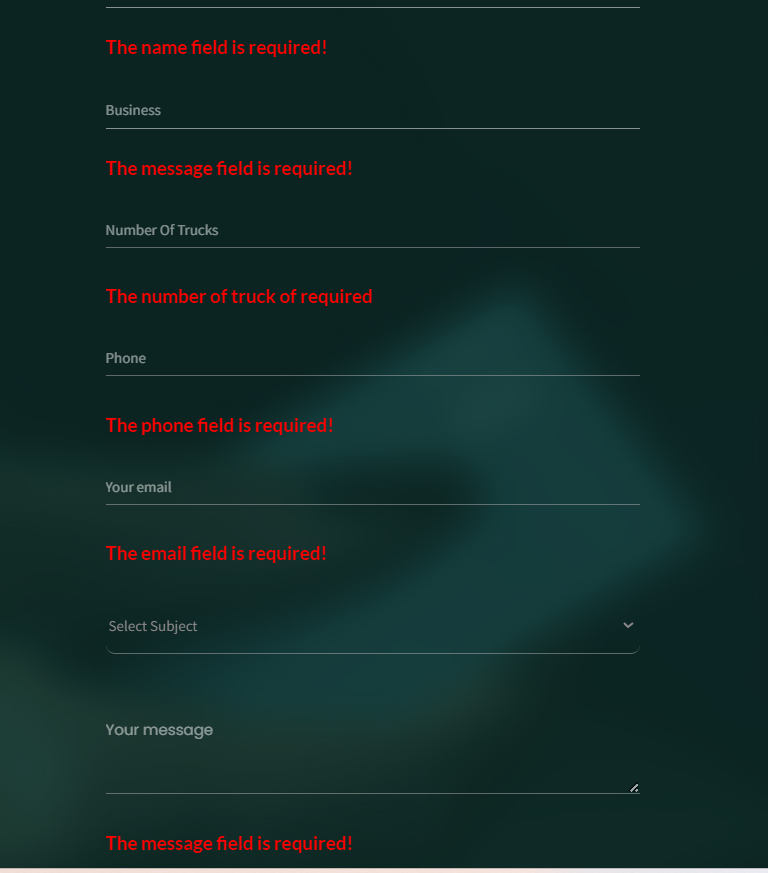 The name field is required!
Business
The message field is required!
Number Of Trucks
The number of truck of required
Phone
The phone field is required!
Your email
The email field is required!
Select Subject
Your message
The message field is required!